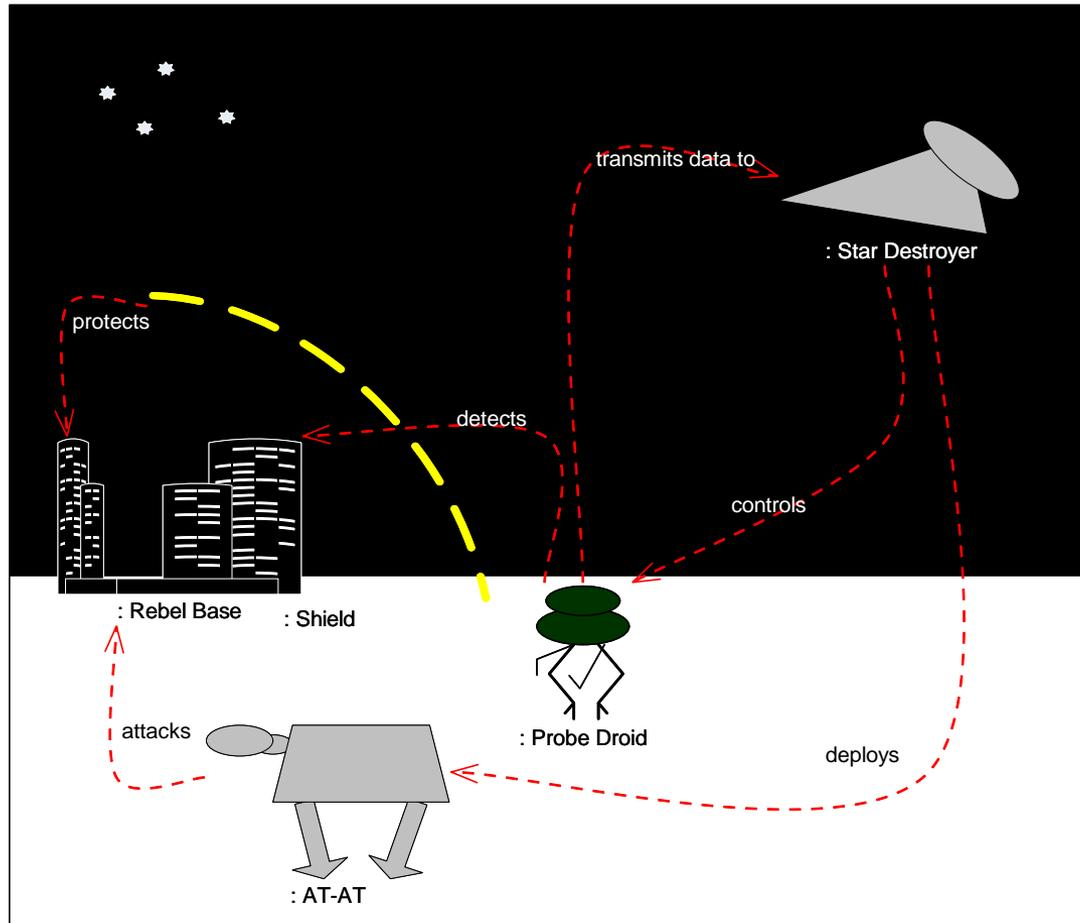 transmits data to
: Star Destroyer
protects
detects
controls
: Rebel Base
: Shield
attacks
: Probe Droid
deploys
: AT-AT